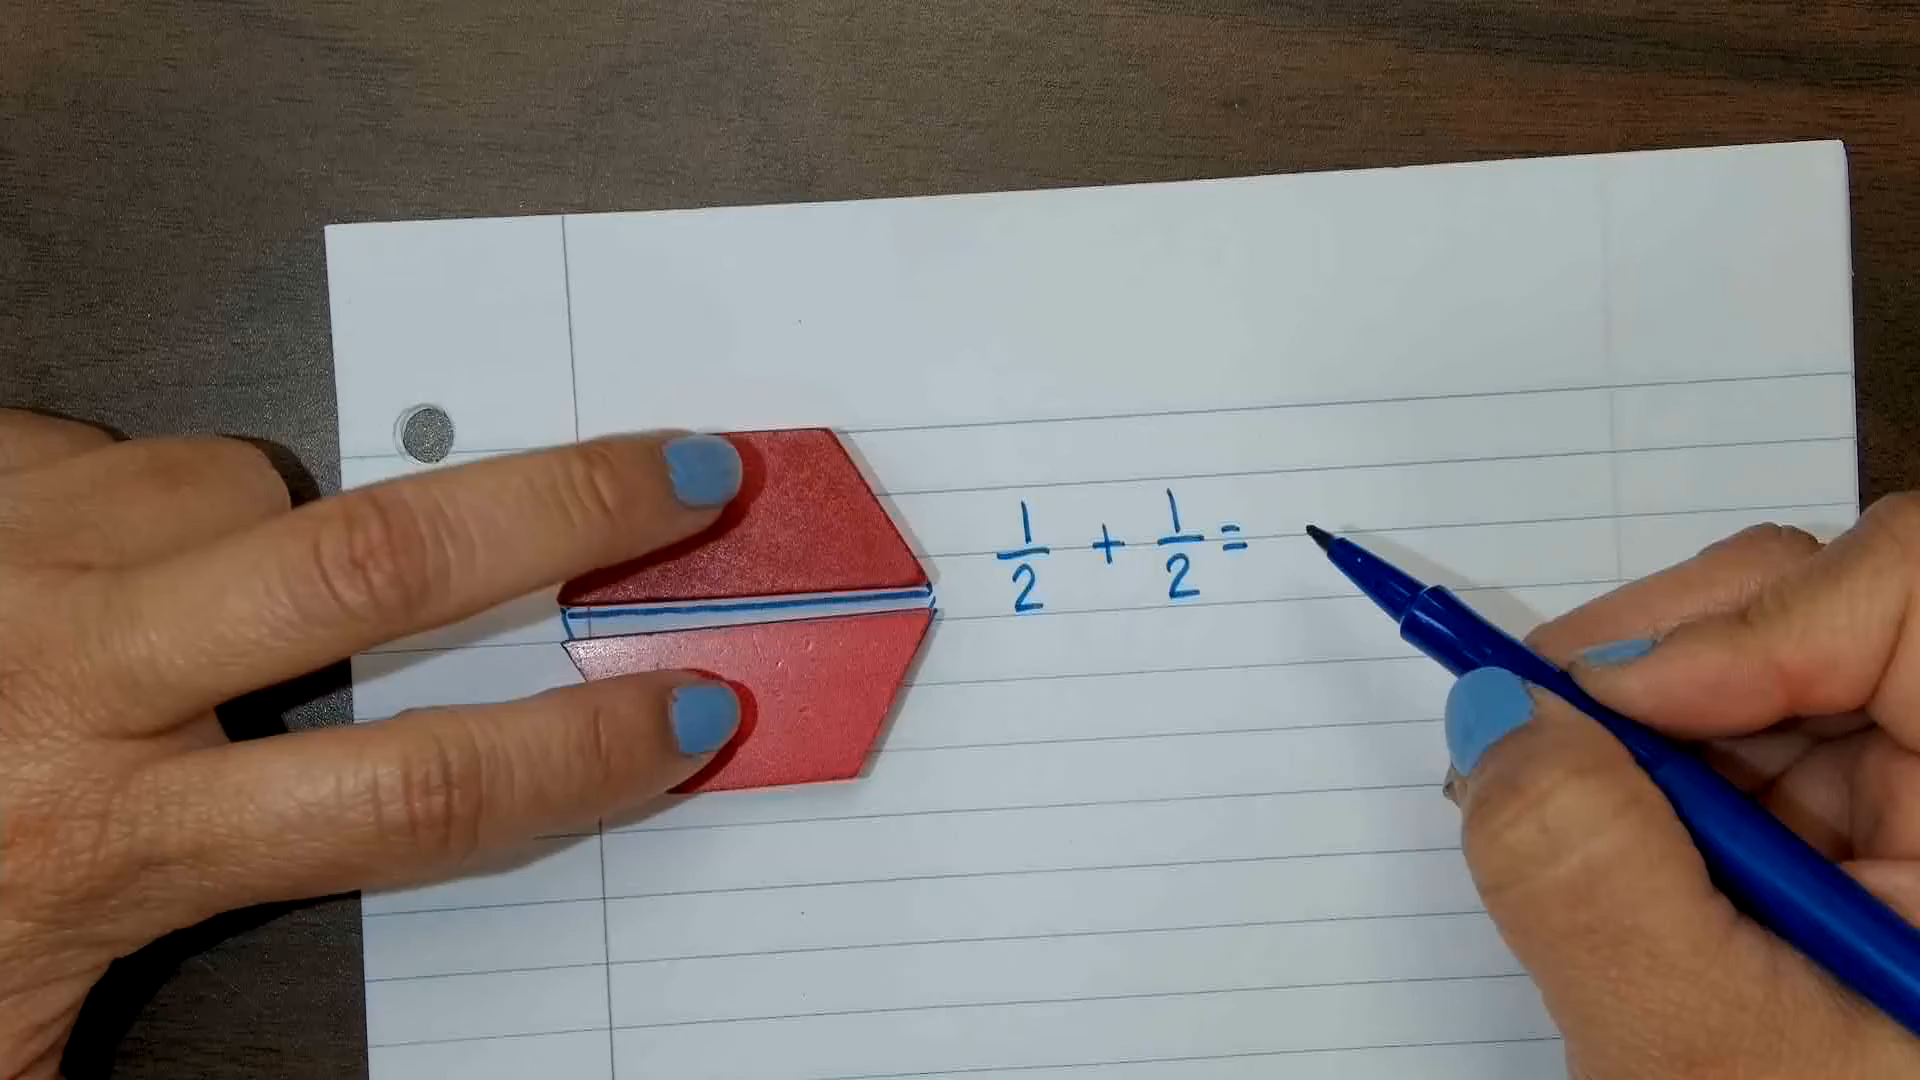 1/2 + 1/2 =